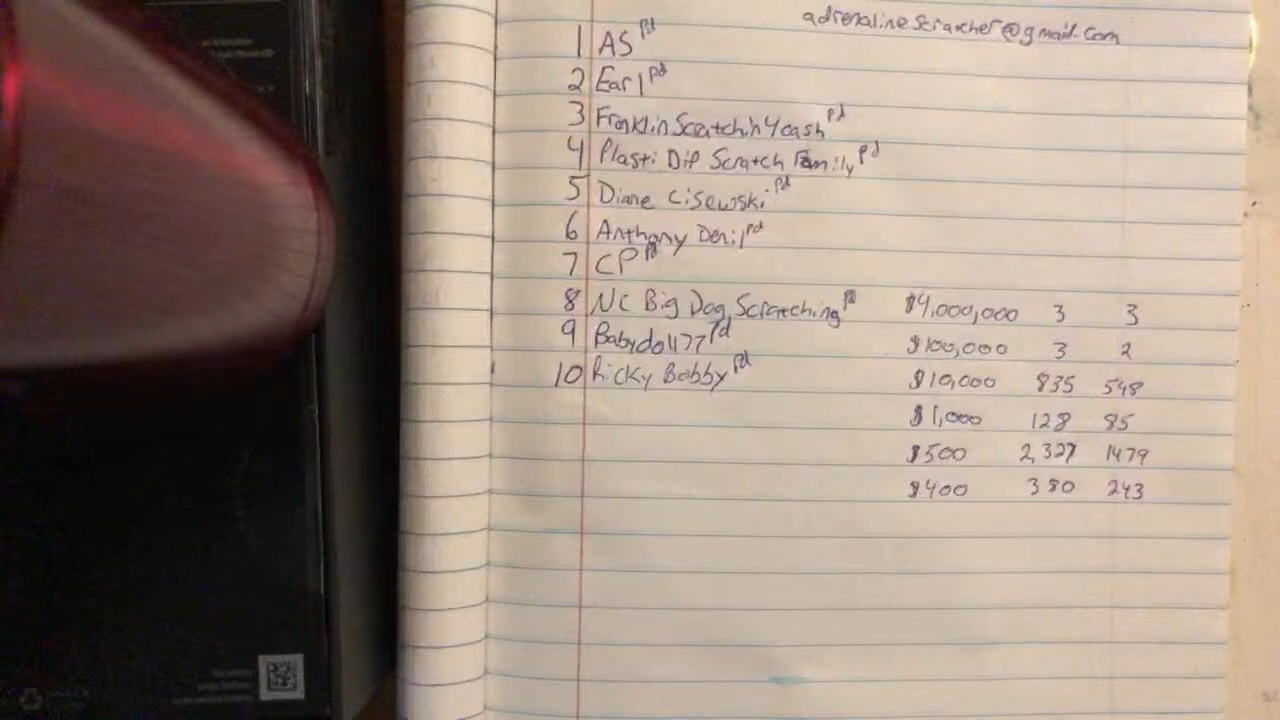 adrenalinescratcher@gmail.com
1 AS pd
2 Earl pd
3 FranklinScratchin4cash pd
4 Plasti Dip Scratch Family pd
5 Diane Cisewski pd
6 Anthony Denil pd
7 CP pd
8 NC Big Dog Scratching pd $4,000,000 3 3
9 Babydoll77 pd $100,000 3 2
10 Ricky Bobby pd $10,000 835 548
$1,000 128 85
$500 2,327 1479
$400 380 243